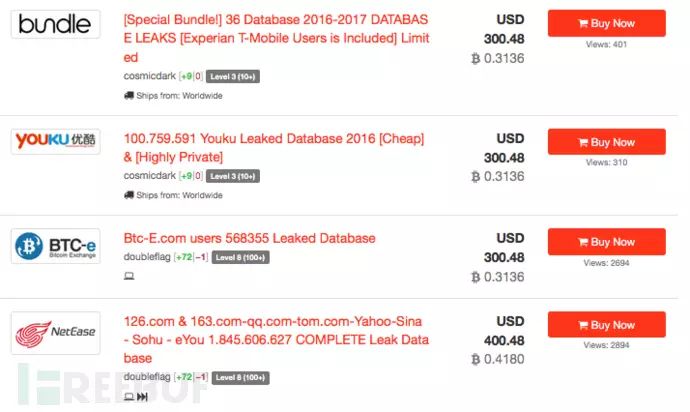 bundle
[Special Bundle!] 36 Database 2016-2017 DATABAS
E LEAKS [Experian T-Mobile Users is Included] Limit
ed
cosmicdark [+9|0] Level 3 (10+)
Ships from: Worldwide
USD
300.48
฿ 0.3136
Buy Now
Views: 401
YOUKU 优酷
100.759.591 Youku Leaked Database 2016 [Cheap]
& [Highly Private]
cosmicdark [+9|0] Level 3 (10+)
Ships from: Worldwide
USD
300.48
฿ 0.3136
Buy Now
Views: 310
BTC-e
Bitcoin Exchange
Btc-E.com users 568355 Leaked Database
doubleflag [+72|−1] Level 8 (100+)
USD
300.48
฿ 0.3136
Buy Now
Views: 2694
NetEase
126.com & 163.com-qq.com-tom.com-Yahoo-Sina
- Sohu - eYou 1.845.606.627 COMPLETE Leak Data
base
doubleflag [+72|−1] Level 8 (100+)
USD
400.48
฿ 0.4180
Buy Now
Views: 2894
FREEBUF